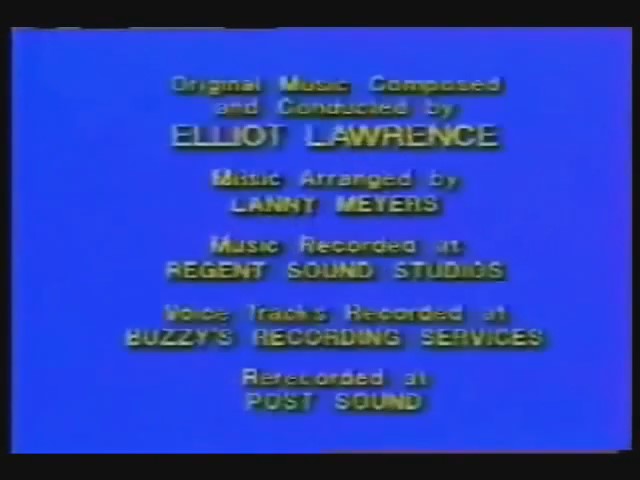 Original Music Composed
and Conducted by
ELLIOT LAWRENCE
Music Arranged by
LANNY MEYERS
Music Recorded at
REGENT SOUND STUDIOS
Voice Tracks Recorded at
BUZZY'S RECORDING SERVICES
Rerecorded at
POST SOUND